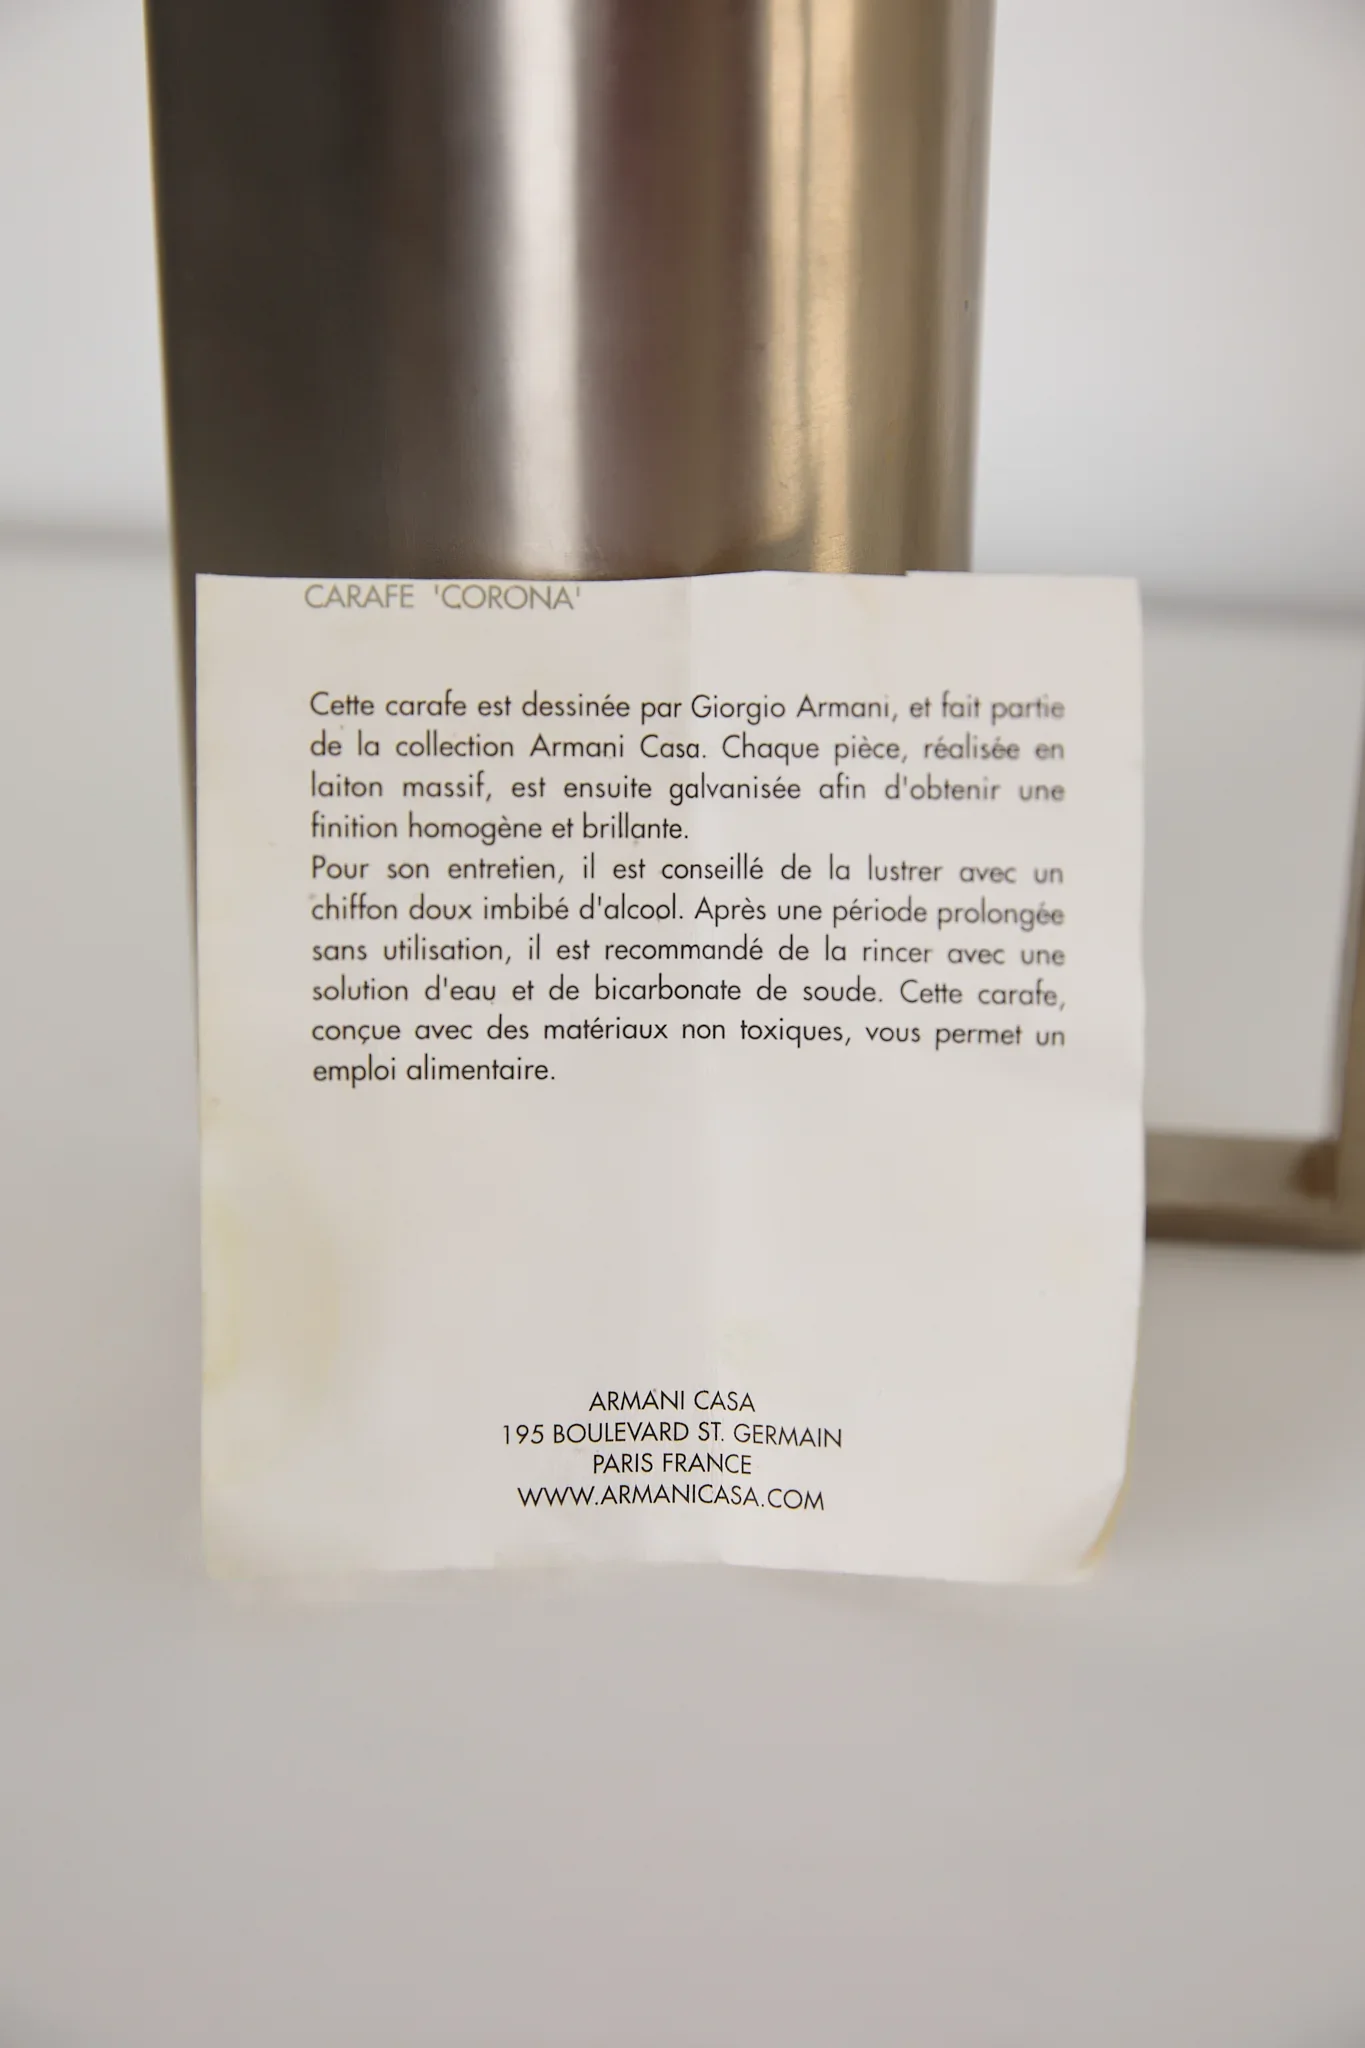 CARAFE 'CORONA'
Cette carafe est dessinée par Giorgio Armani, et fait partie
de la collection Armani Casa. Chaque pièce, réalisée en
laiton massif, est ensuite galvanisée afin d'obtenir une
finition homogène et brillante.
Pour son entretien, il est conseillé de la lustrer avec un
chiffon doux imbibé d'alcool. Après une période prolongée
sans utilisation, il est recommandé de la rincer avec une
solution d'eau et de bicarbonate de soude. Cette carafe,
conçue avec des matériaux non toxiques, vous permet un
emploi alimentaire.
ARMANI CASA
195 BOULEVARD ST. GERMAIN
PARIS FRANCE
WWW.ARMANICASA.COM